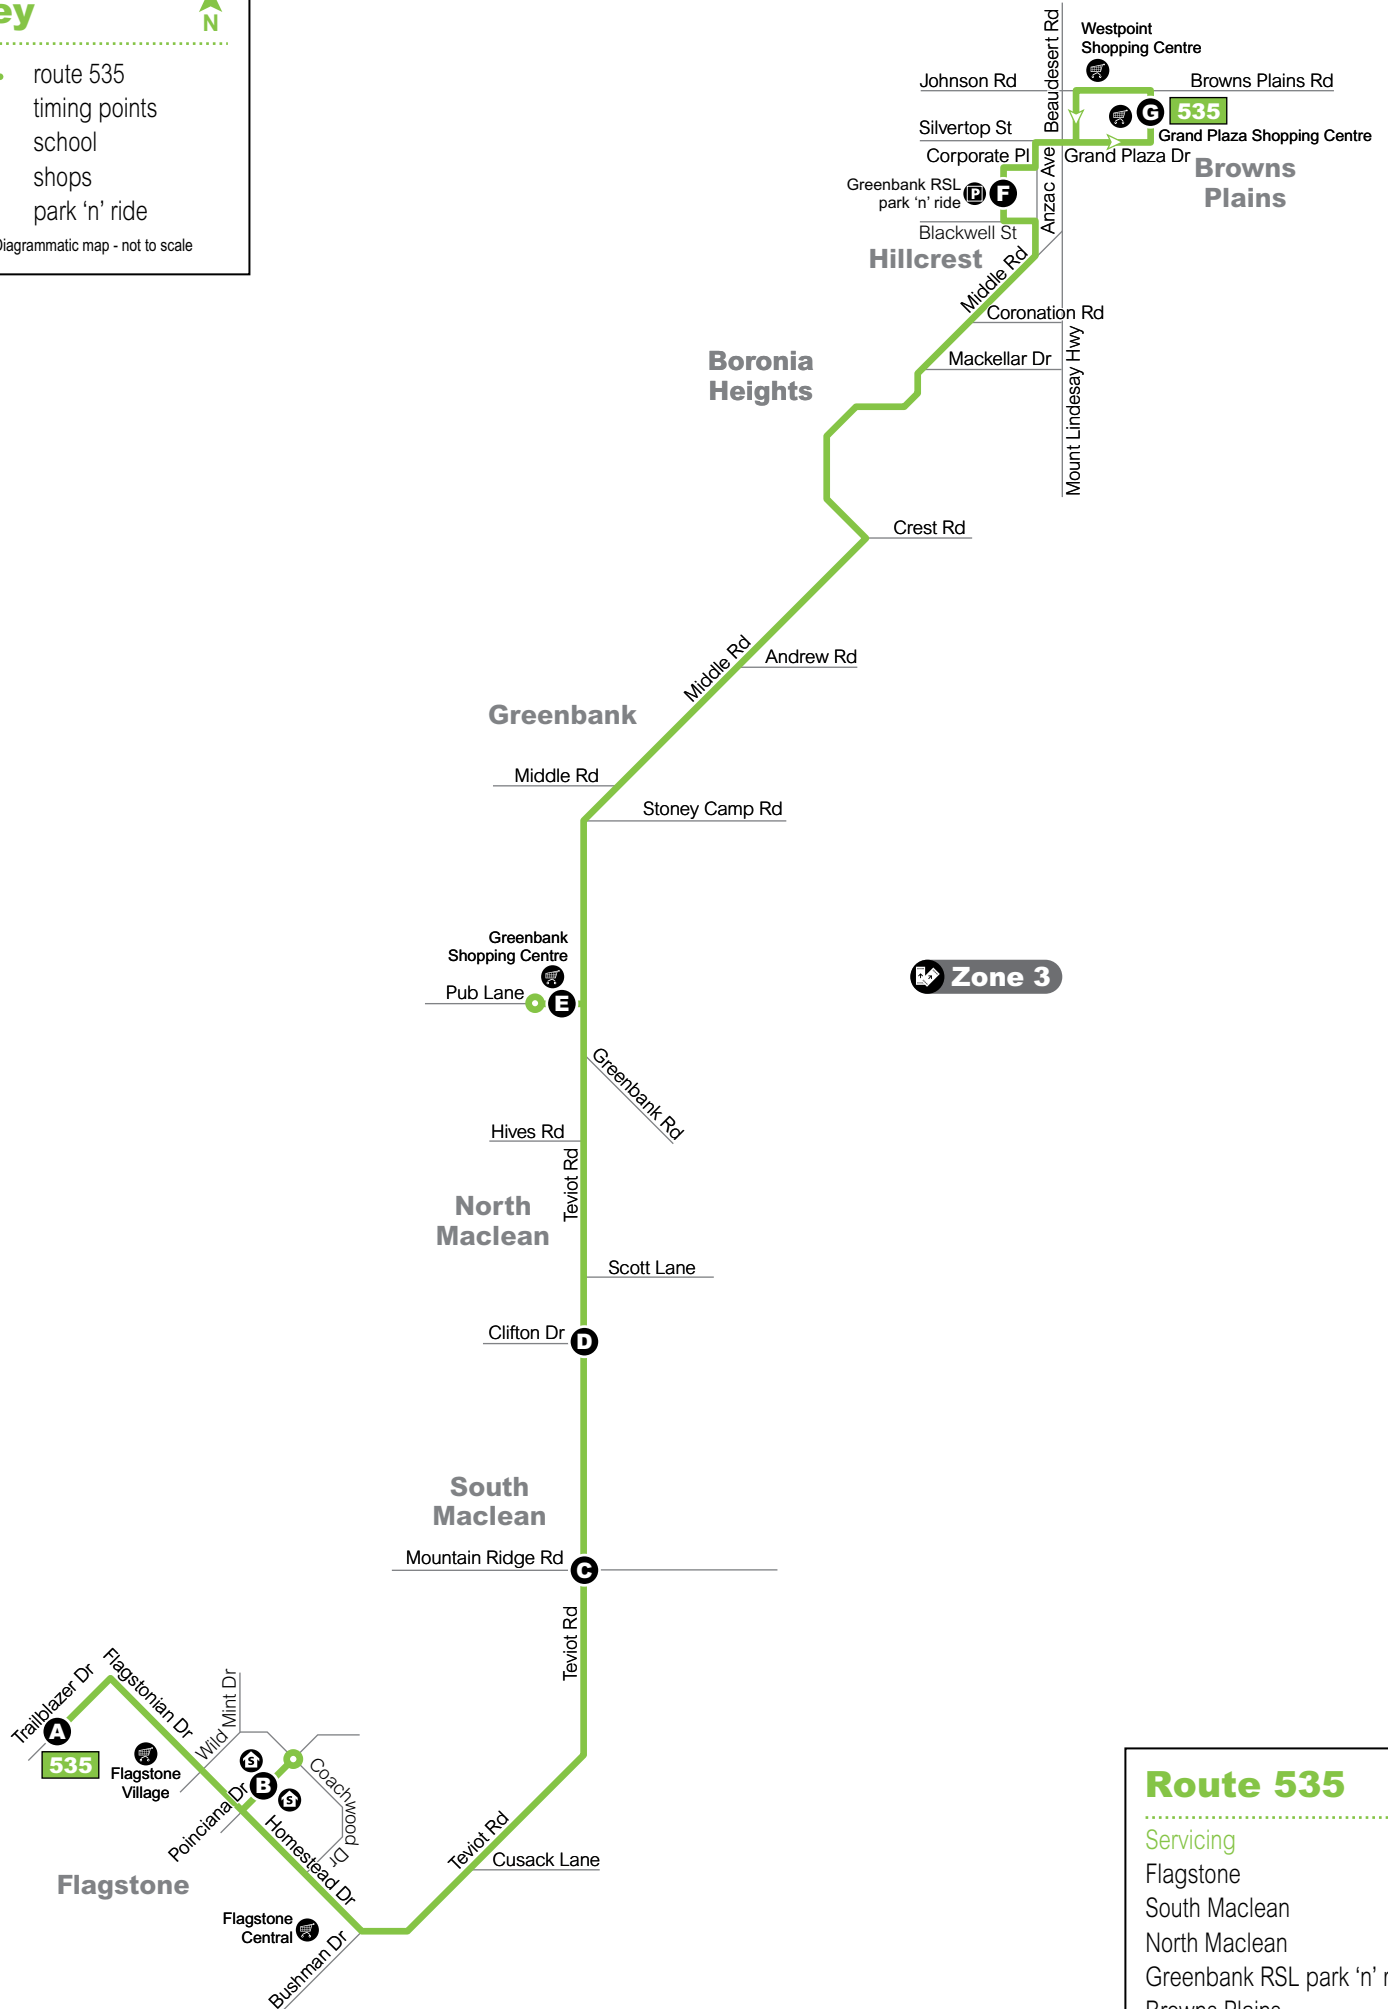 N
route 535
timing points
school
shops
park ‘n’ ride
Diagrammatic map - not to scale
Beaudesert Rd
Westpoint
Shopping Centre
Johnson Rd
Browns Plains Rd
G
535
Silvertop St
Grand Plaza Shopping Centre
Corporate Pl
Anzac Ave
Grand Plaza Dr
Browns
Plains
Greenbank RSL
park ‘n’ ride
P
F
Blackwell St
Hillcrest
Middle Rd
Coronation Rd
Mount Lindesay Hwy
Boronia
Heights
Mackellar Dr
Crest Rd
Middle Rd
Andrew Rd
Greenbank
Middle Rd
Stoney Camp Rd
Greenbank
Shopping Centre
Zone 3
Pub Lane
E
Greenbank Rd
Hives Rd
Teviot Rd
North
Maclean
Scott Lane
Clifton Dr
D
South
Maclean
Mountain Ridge Rd
C
Teviot Rd
Trailblazer Dr
Flagstonian Dr
Wild Mint Dr
A
535
Flagstone
Village
S
B
S
Coachwood Dr
Poinciana Dr
Homestead Dr
Teviot Rd
Cusack Lane
Flagstone
Flagstone
Central
Bushman Dr
Route 535
Servicing
Flagstone
South Maclean
North Maclean
Greenbank RSL park ‘n’
Browns Plains